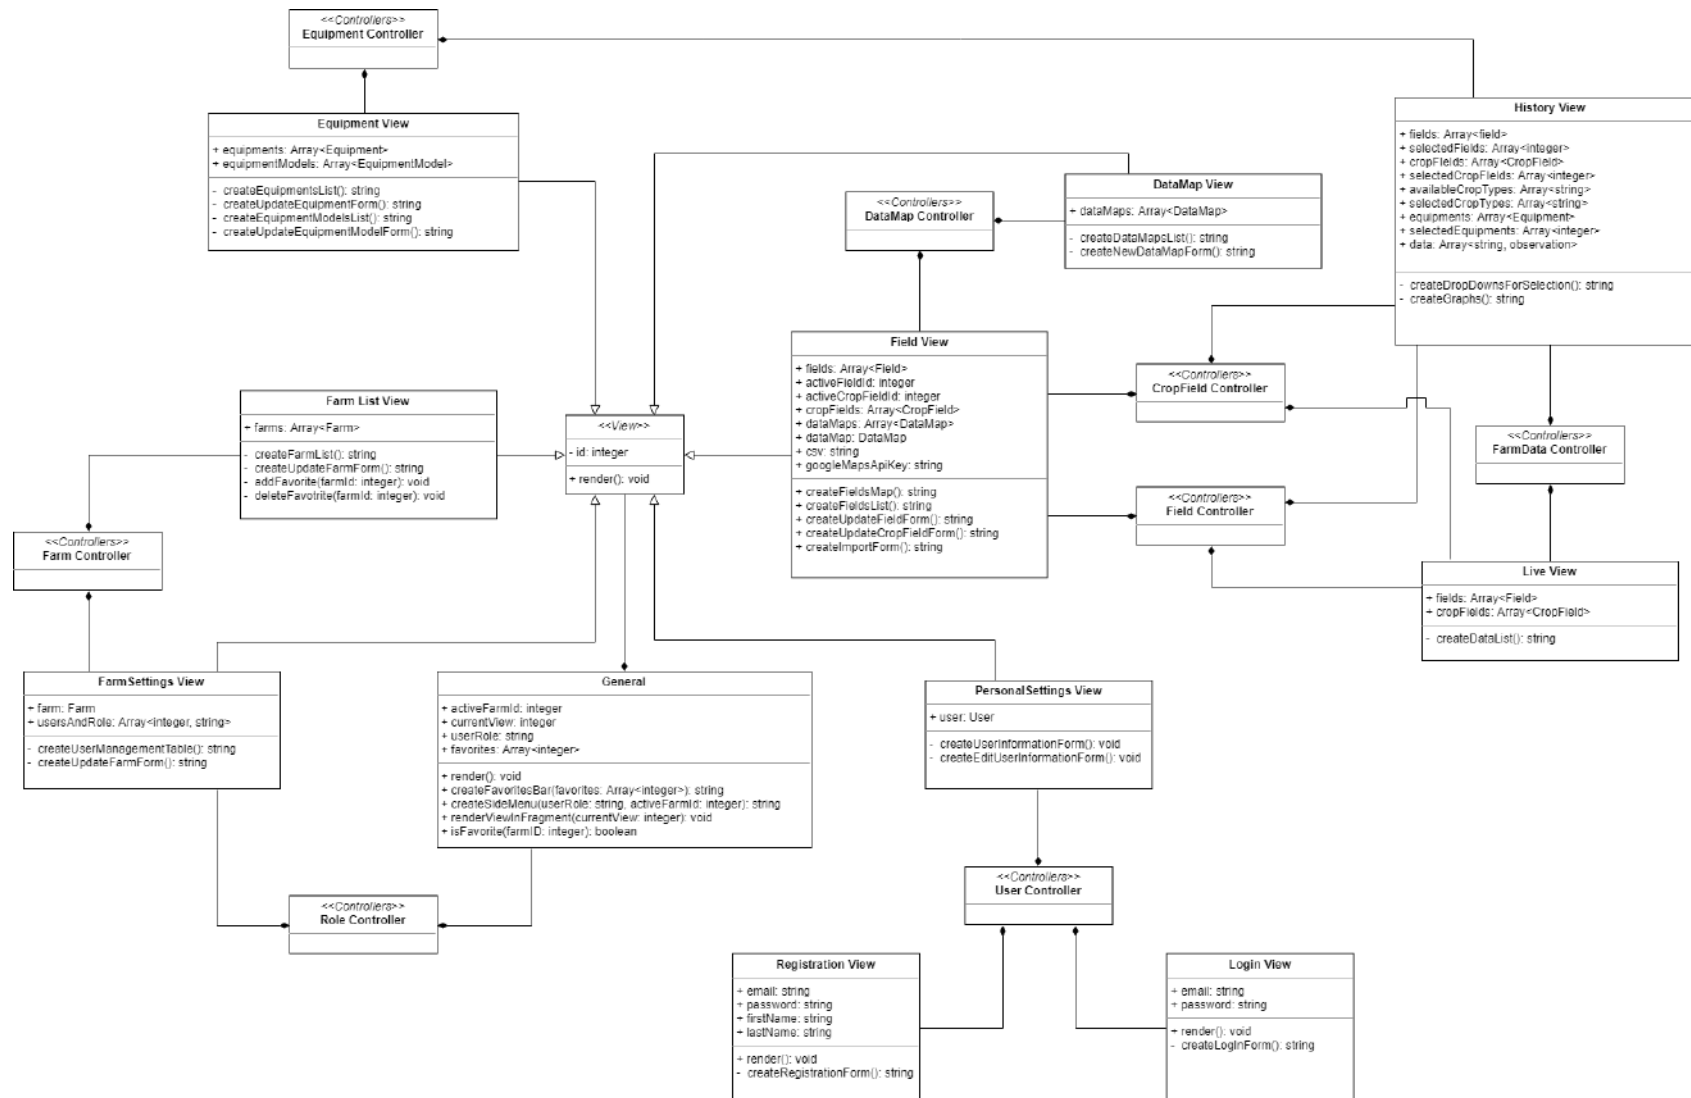 <<Controllers>>
Equipment Controller
Equipment View
+ equipments: Array<Equipment>
+ equipmentModels: Array<EquipmentModel>
- createEquipmentsList(): string
- createUpdateEquipmentForm(): string
- createEquipmentModelsList(): string
- createUpdateEquipmentModelForm(): string
History View
+ fields: Array<field>
+ selectedFields: Array<integer>
+ cropFields: Array<CropField>
+ selectedCropFields: Array<integer>
+ availableCropTypes: Array<string>
+ selectedCropTypes: Array<string>
+ equipments: Array<Equipment>
+ selectedEquipments: Array<integer>
+ data: Array<string, observation>
- createDropDownsForSelection(): string
- createGraphs(): string
<<Controllers>>
DataMap Controller
DataMap View
+ dataMaps: Array<DataMap>
- createDataMapsList(): string
- createNewDataMapForm(): string
Field View
+ fields: Array<Field>
+ activeFieldId: integer
+ activeCropFieldId: integer
+ cropFields: Array<CropField>
+ dataMaps: Array<DataMap>
+ dataMap: DataMap
+ csv: string
+ googleMapsApiKey: string
+ createFieldsMap(): string
+ createFieldsList(): string
+ createUpdateFieldForm(): string
+ createUpdateCropFieldForm(): string
+ createImportForm(): string
<<Controllers>>
CropField Controller
<<Controllers>>
FarmData Controller
<<Controllers>>
Field Controller
Farm List View
+ farms: Array<Farm>
- createFarmList(): string
- createUpdateFarmForm(): string
- addFavorite(farmId: integer): void
- deleteFavotrite(farmId: integer): void
<<View>>
- id: integer
+ render(): void
<<Controllers>>
Farm Controller
Live View
+ fields: Array<Field>
+ cropFields: Array<CropField>
- createDataList(): string
FarmSettings View
+ farm: Farm
+ usersAndRole: Array<integer, string>
- createUserManagementTable(): string
- createUpdateFarmForm(): string
General
+ activeFarmId: integer
+ currentView: integer
+ userRole: string
+ favorites: Array<integer>
+ render(): void
+ createFavoritesBar(favorites: Array<integer>): string
+ createSideMenu(userRole: string, activeFarmId: integer): string
+ renderViewInFragment(currentView: integer): void
+ isFavorite(farmID: integer): boolean
PersonalSettings View
+ user: User
- createUserInformationForm(): void
- createEditUserInformationForm(): void
<<Controllers>>
Role Controller
<<Controllers>>
User Controller
Registration View
+ email: string
+ password: string
+ firstName: string
+ lastName: string
+ render(): void
- createRegistrationForm(): string
Login View
+ email: string
+ password: string
+ render(): void
- createLogInForm(): string